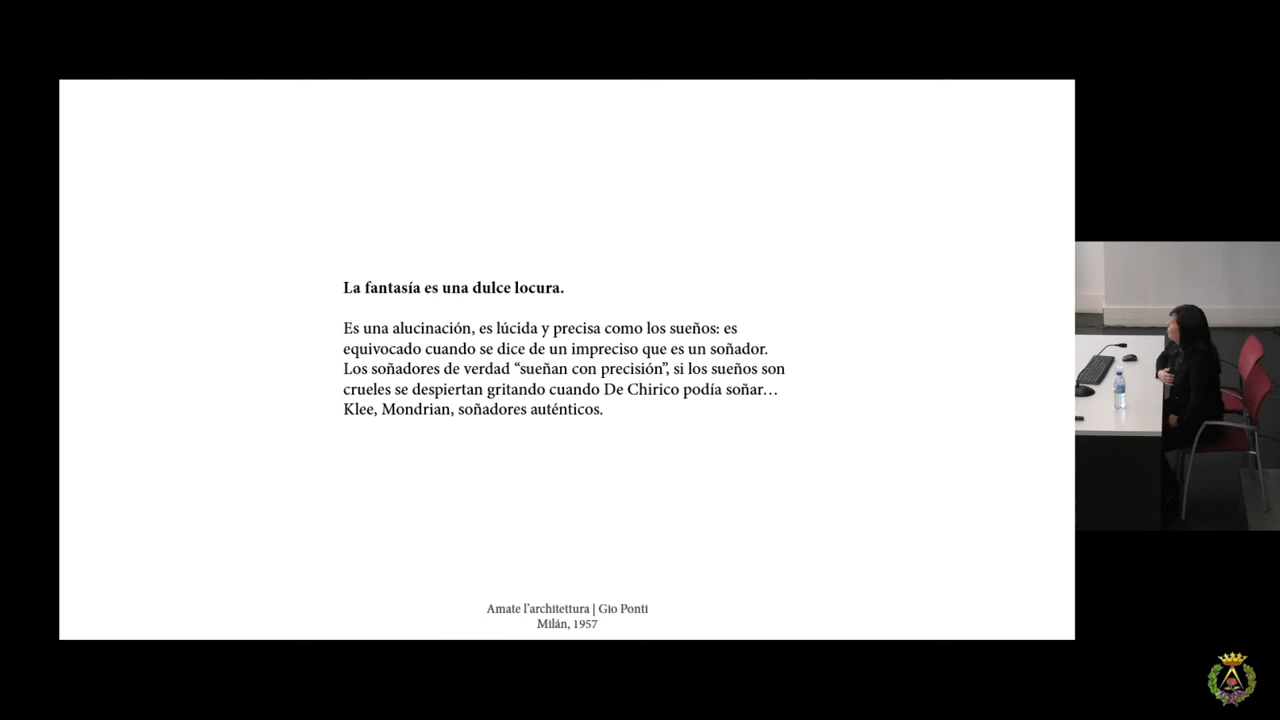 La fantasía es una dulce locura.
Es una alucinación, es lúcida y precisa como los sueños: es
equivocado cuando se dice de un impreciso que es un soñador.
Los soñadores de verdad “sueñan con precisión”, si los sueños son
crueles se despiertan gritando cuando De Chirico podía soñar…
Klee, Mondrian, soñadores auténticos.
Amate l’architettura | Gio Ponti
Milán, 1957